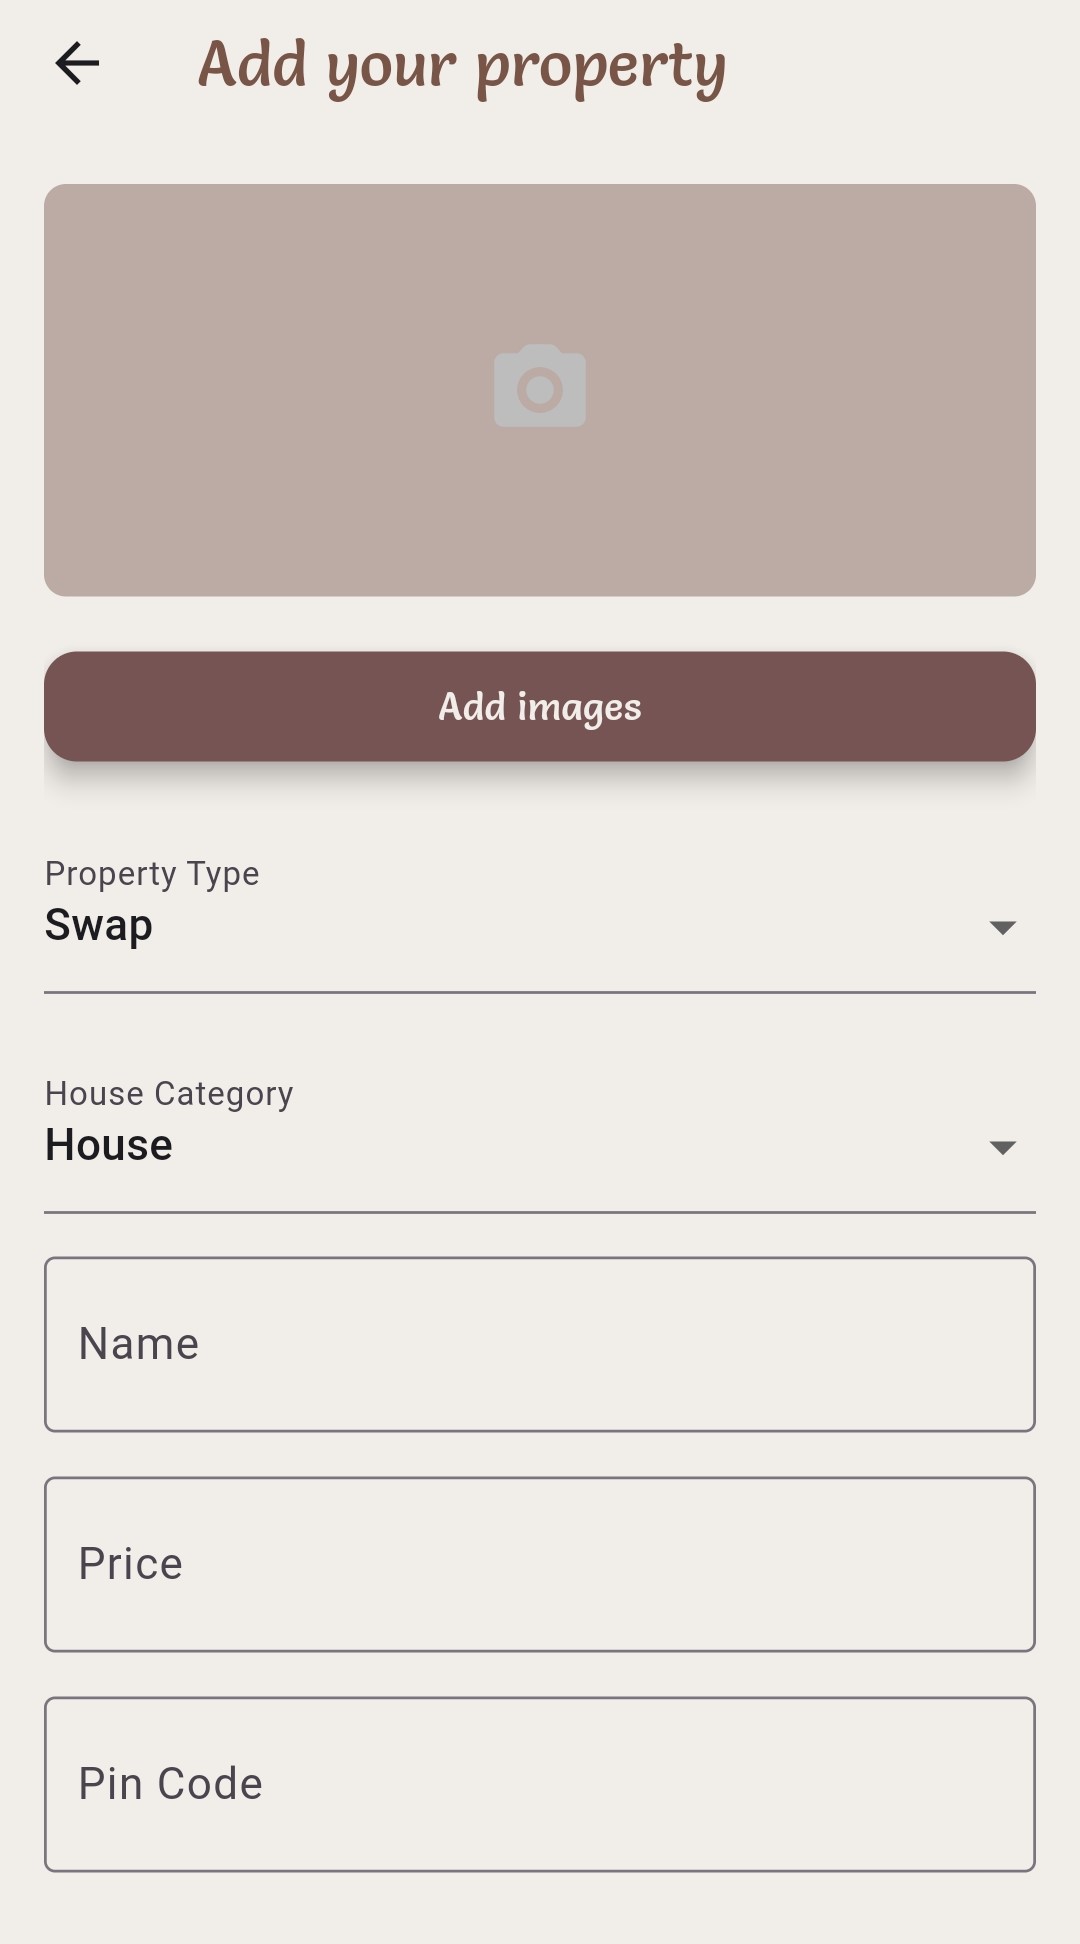 Add your property
Add images
Property Type
Swap
House Category
House
Name
Price
Pin Code